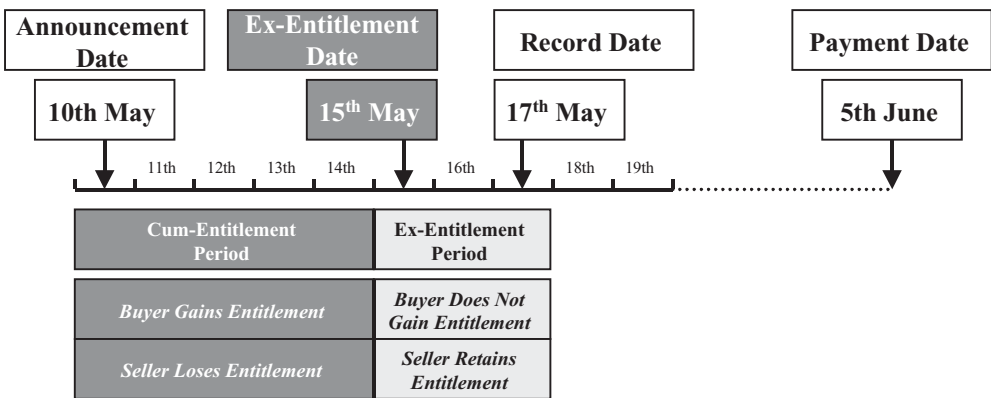 Announcement
Date
Ex-Entitlement
Date
Record Date
Payment Date
10th May
15th May
17th May
5th June
11th
12th
13th
14th
16th
18th
19th
Cum-Entitlement
Period
Ex-Entitlement
Period
Buyer Gains Entitlement
Buyer Does Not
Gain Entitlement
Seller Loses Entitlement
Seller Retains
Entitlement